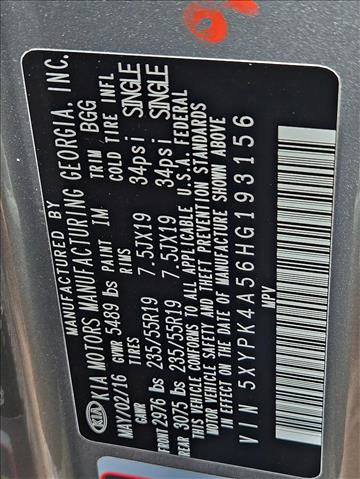 KIA KIA MOTORS MANUFACTURING GEORGIA, INC.
MAY/02/16 PAINT IM TRIM BGG
GVWR 5489 lbs
GAWR TIRES RIMS COLD TIRE INFL
FRONT 2976 lbs 235/55R19 7.5JX19 34psi SINGLE
REAR 3075 lbs 235/55R19 7.5JX19 34psi SINGLE
THIS VEHICLE CONFORMS TO ALL APPLICABLE U.S.A. FEDERAL
MOTOR VEHICLE SAFETY AND THEFT PREVENTION STANDARDS
IN EFFECT ON THE DATE OF MANUFACTURE SHOWN ABOVE.
VIN 5XYPK4A56HG193156
MPV